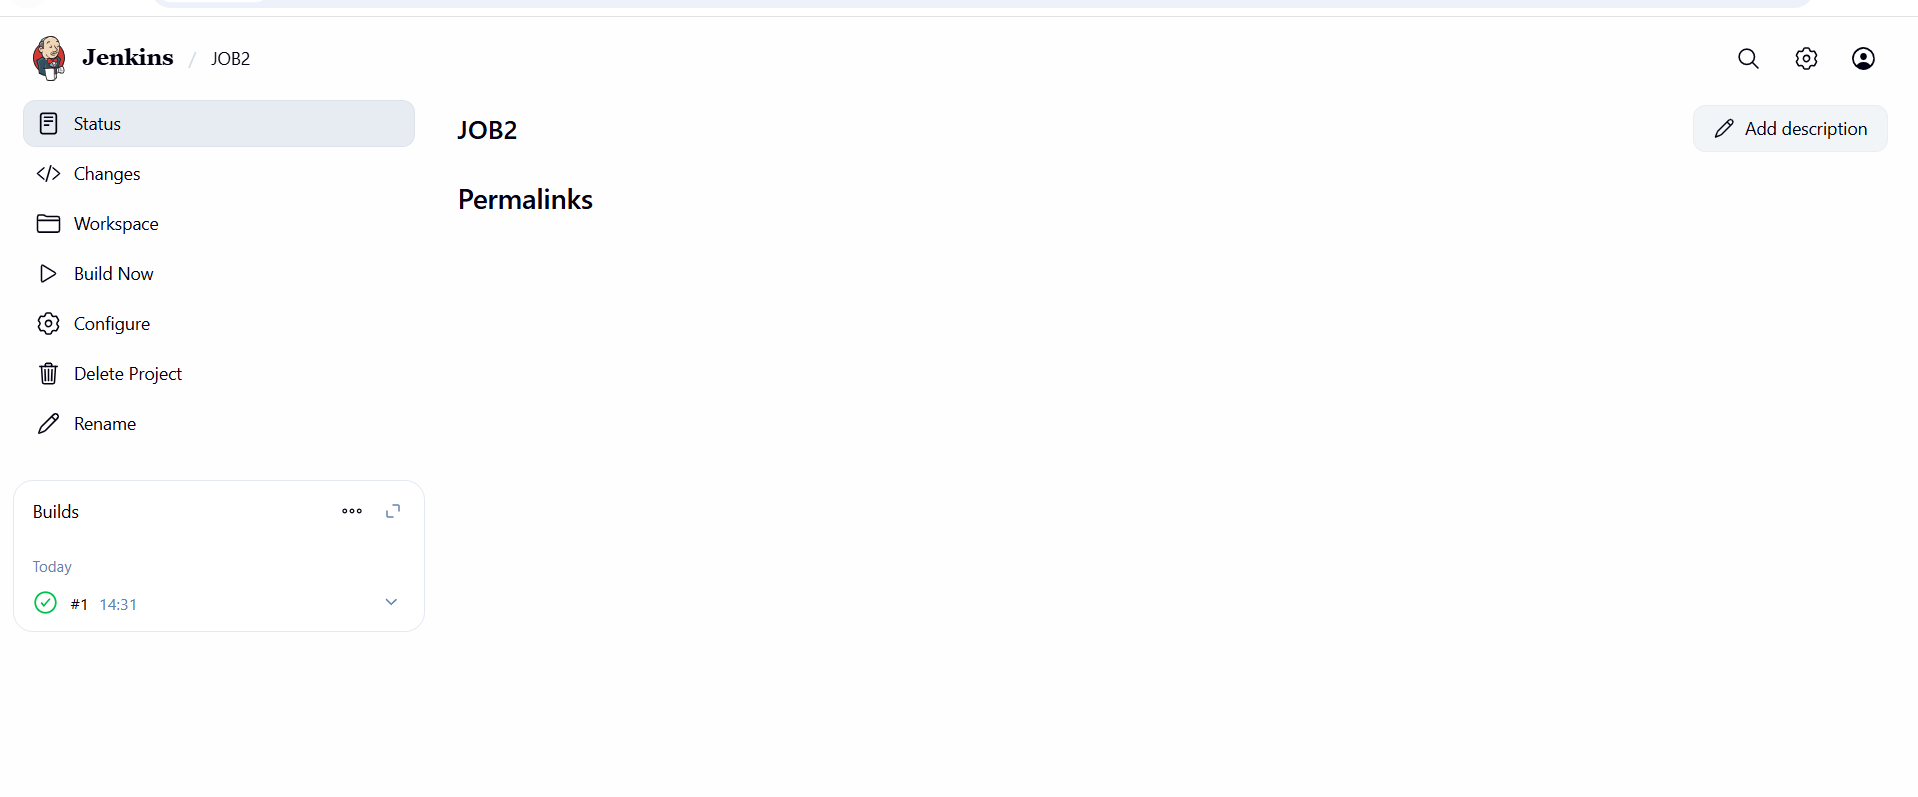 Jenkins / JOB2
Status
Changes
Workspace
Build Now
Configure
Delete Project
Rename
Builds
Today
#1 14:31
JOB2
Add description
Permalinks